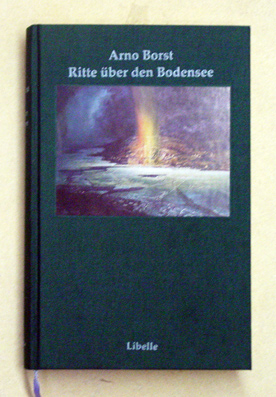 Arno Borst
Ritte über den Bodensee
Libelle